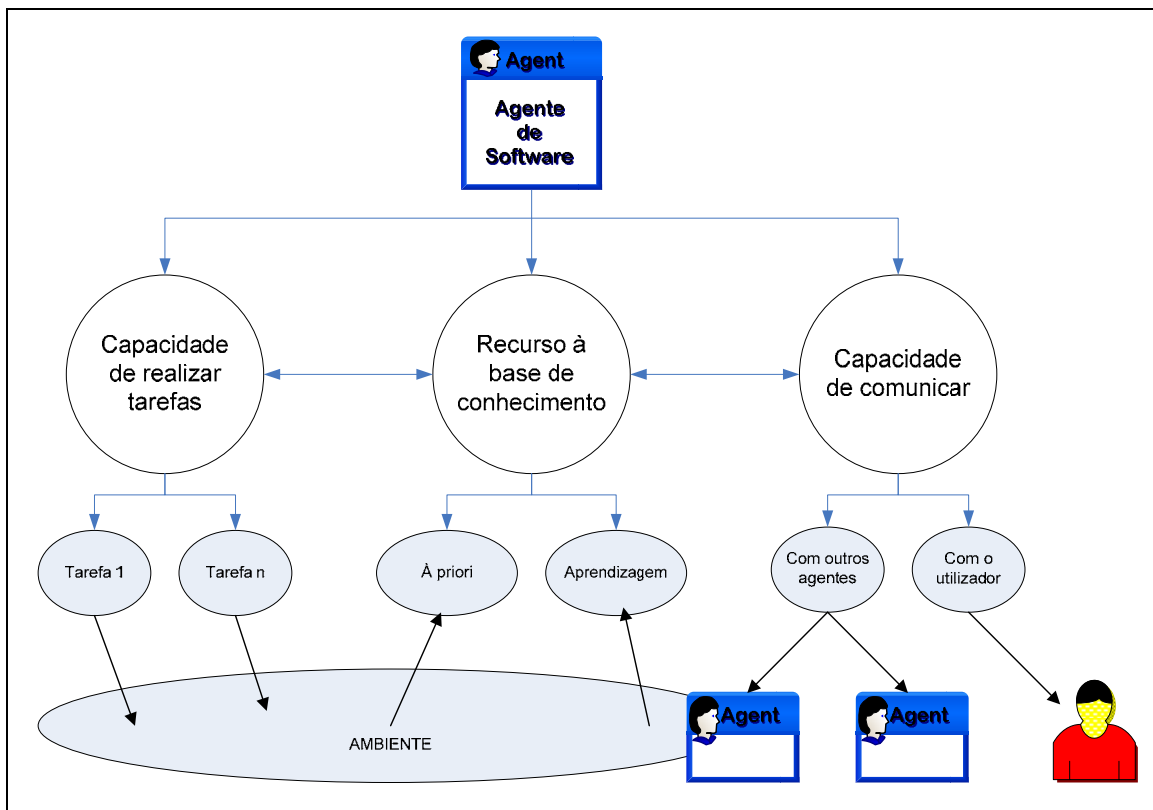 Agent
Agente
de
Software
Capacidade
de realizar
tarefas
Recurso à
base de
conhecimento
Capacidade
de comunicar
Tarefa 1
Tarefa n
À priori
Aprendizagem
Com outros
agentes
Com o
utilizador
AMBIENTE
Agent
Agent